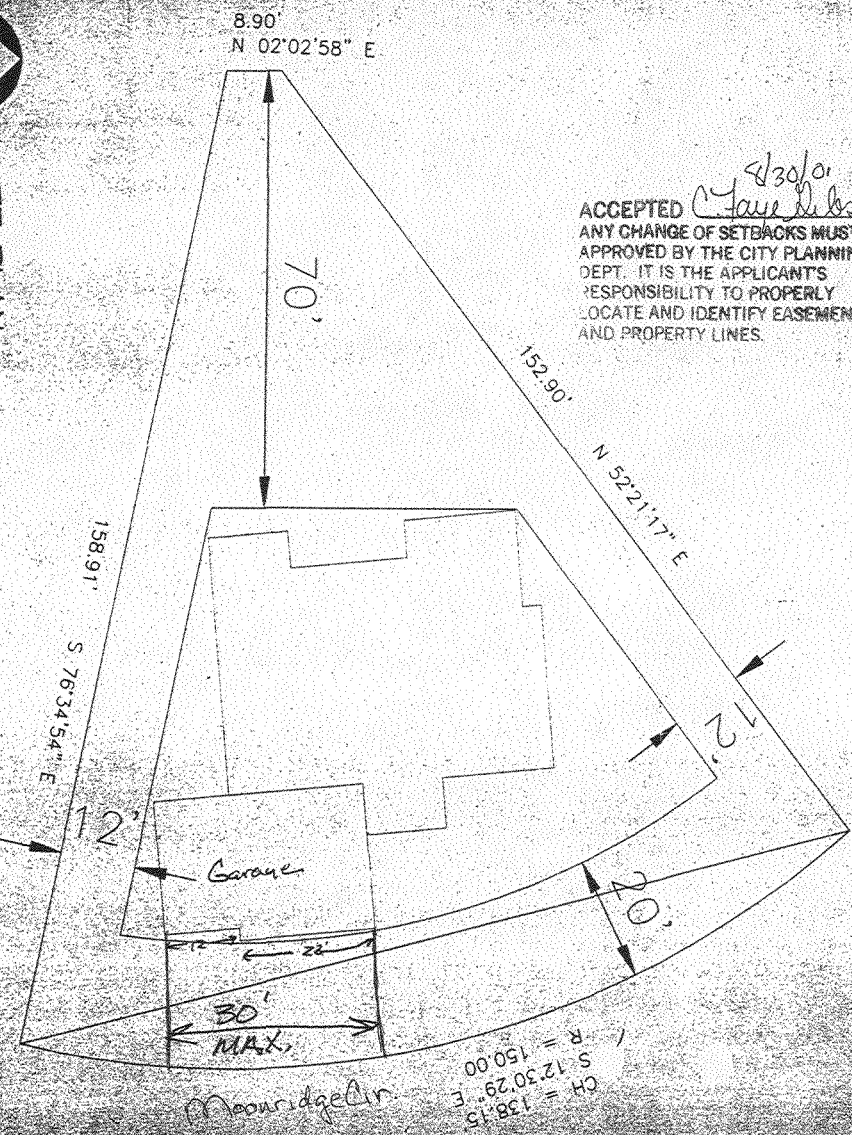 8.90'
N 02°02'58" E
8/30/01
ACCEPTED C. Faye
ANY CHANGE OF SETBACKS MUST
APPROVED BY THE CITY PLANNIN
DEPT. IT IS THE APPLICANT'S
RESPONSIBILITY TO PROPERLY
LOCATE AND IDENTIFY EASEMEN
AND PROPERTY LINES.
70'
152.90'
N 52°21'17" E
158.91'
S 76°34'54" E
12'
12'
Garage
20'
12'
22'
30'
MAX.
Moonridge Cir.
R = 150.00
S 12°30'29" E
CH = 138.15